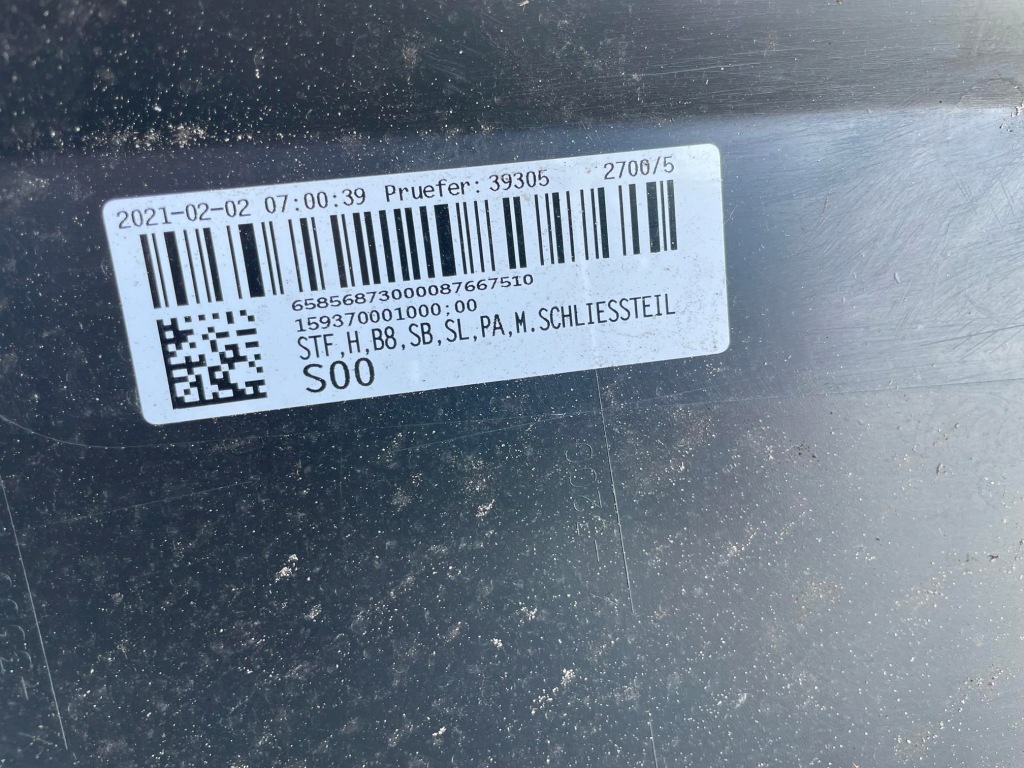 2021-02-02 07:00:39 Pruefer: 39305 2700/5
65856873000087667510
159370001000;00
STF,H,B8,SB,SL,PA,M.SCHLIESSTEIL
S00